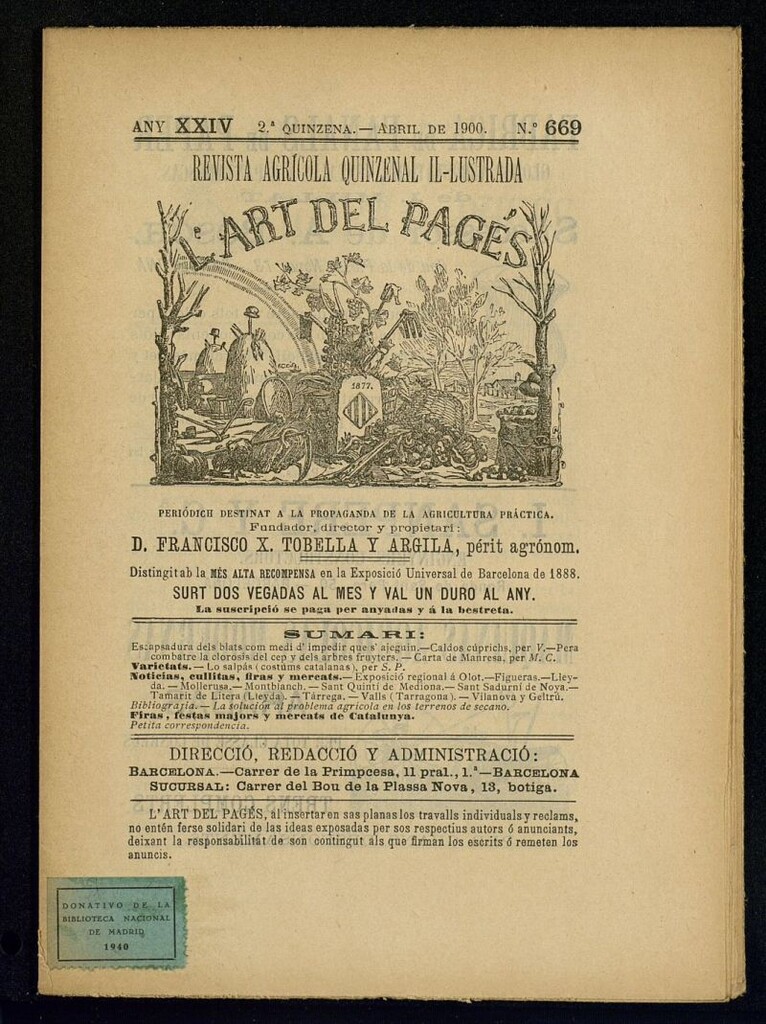 ANY XXIV 2.ª QUINZENA.—ABRIL DE 1900. N.º 669
REVISTA AGRÍCOLA QUINZENAL IL-LUSTRADA
L'ART DEL PAGÉS
1877.
PERIÓDICH DESTINAT A LA PROPAGANDA DE LA AGRICULTURA PRÁCTICA.
Fundador, director y propietari:
D. FRANCISCO X. TOBELLA Y ARGILA, périt agrónom.
Distingit ab la MÉS ALTA RECOMPENSA en la Exposició Universal de Barcelona de 1888.
SURT DOS VEGADAS AL MES Y VAL UN DURO AL ANY.
La suscripció se paga per anyadas y á la bestreta.
SUMARI:
Escapsadura dels blats com medi d' impedir que s' ajeguin.—Caldos cúprichs, per V.—Pera
combatre la clorosis del cep y dels arbres fruyters.—Carta de Manresa, per M. C.
Varietats.—Lo salpás (costums catalanas), per S. P.
Noticias, cullitas, firas y mercats.—Exposició regional á Olot.—Figueras.—Lley-
da.—Mollerusa.—Montblanch.—Sant Quintí de Mediona.—Sant Sadurní de Noya.—
Tamarit de Litera (Lleyda).—Tárrega.—Valls (Tarragona).—Vilanova y Geltrú.
Bibliografia.—La solución al problema agrícola en los terrenos de secano.
Firas, festas majors y mercats de Catalunya.
Petita correspondencia.
DIRECCIÓ, REDACCIÓ Y ADMINISTRACIÓ:
BARCELONA.—Carrer de la Primpcesa, 11 pral., 1.ª—BARCELONA
SUCURSAL: Carrer del Bou de la Plassa Nova, 13, botiga.
L'ART DEL PAGÉS, al insertar en sas planas los travalls individuals y reclams,
no entén ferse solidari de las ideas exposadas per sos respectius autors ó anunciants,
deixant la responsabilitat de son contingut als que firman los escrits ó remeten los
anuncis.
DONATIVO DE LA
BIBLIOTECA NACIONAL
DE MADRID
1940